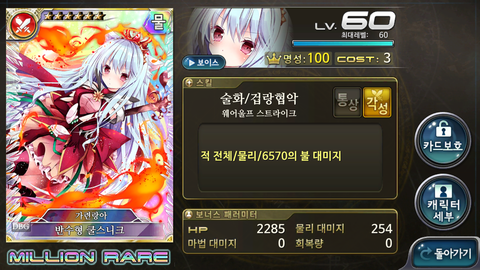 물
가련랑아
DBG
반수영 쿨스니크
MILLION RARE
LV. 60
최대레벨: 60
보이스
명성:100 COST: 3
스킬
술화/겁랑협악
웨어울프 스트라이크
통상
각성
적 전체/물리/6570의 불 대미지
보너스 패러미터
HP 2285 물리 대미지 254
마법 대미지 0 회복량 0
카드보호
캐릭터
세부
돌아가기